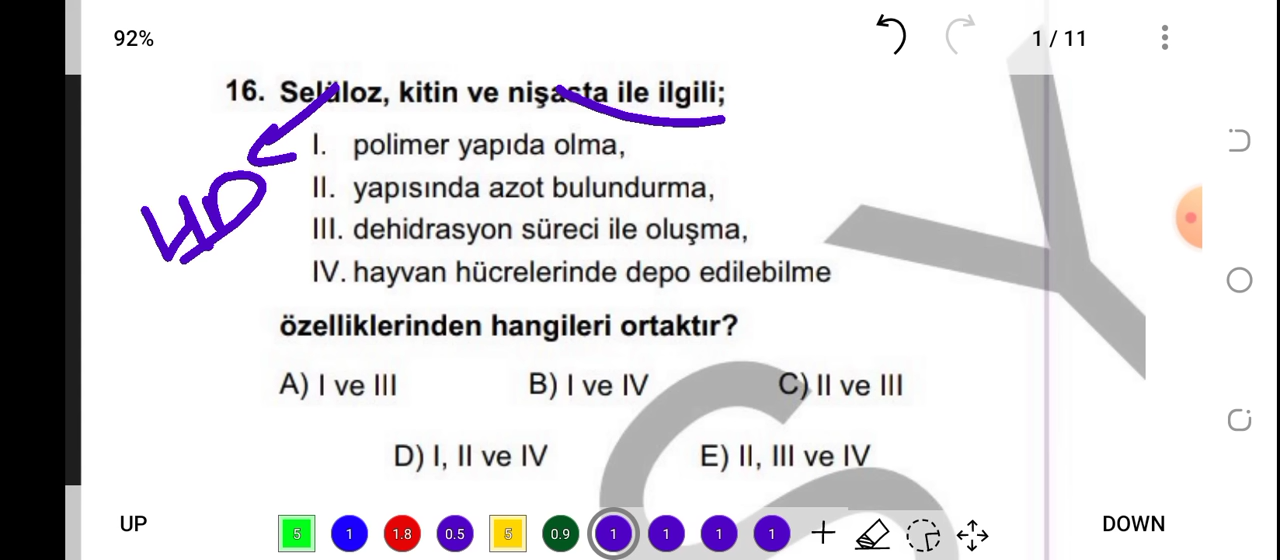 92%
1 / 11
16. Selüloz, kitin ve nişasta ile ilgili;
I. polimer yapıda olma,
II. yapısında azot bulundurma,
III. dehidrasyon süreci ile oluşma,
IV. hayvan hücrelerinde depo edilebilme
özelliklerinden hangileri ortaktır?
A) I ve III B) I ve IV C) II ve III
D) I, II ve IV E) II, III ve IV
UP 5 1 1.8 0.5 5 0.9 1 1 1 1 DOWN